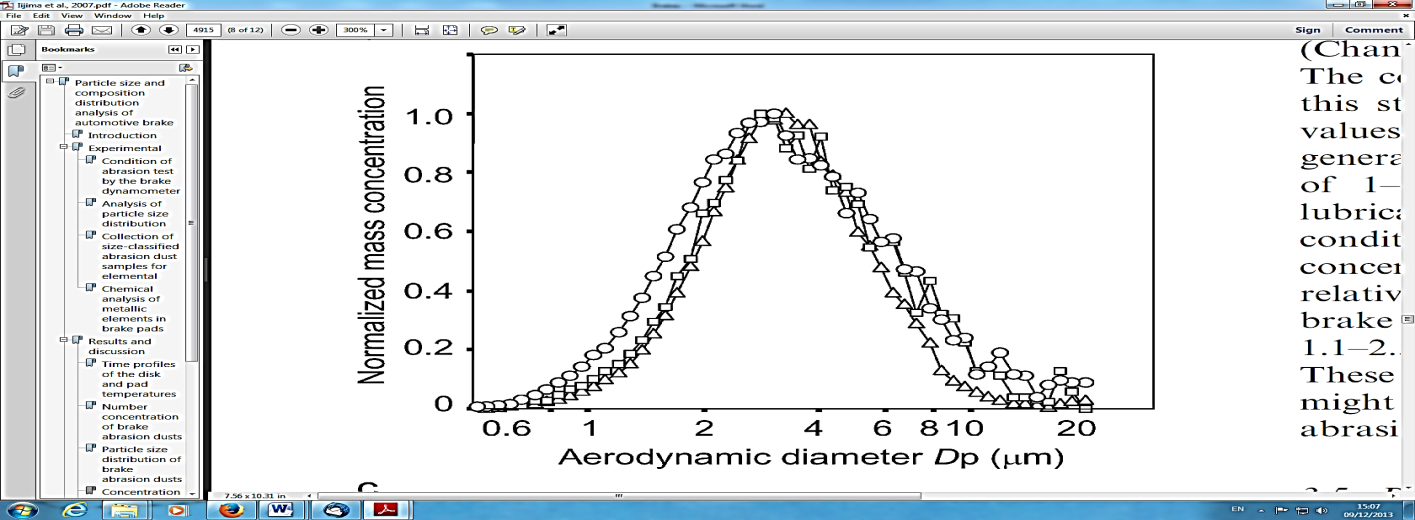 Iijima et al., 2007.pdf - Adobe Reader
File Edit View Window Help
4915 (8 of 12) 300% Sign Comment
Bookmarks
Particle size and
composition
distribution
analysis of
automotive brake
Introduction
Experimental
Condition of
abrasion test
by the brake
dynamometer
Analysis of
particle size
distribution
Collection of
size-classified
abrasion dust
samples for
elemental
Chemical
analysis of
metallic
elements in
brake pads
Results and
discussion
Time profiles
of the disk
and pad
temperatures
Number
concentration
of brake
abrasion dusts
Particle size
distribution of
brake
abrasion dusts
Concentration
Normalized mass concentration
1.0
0.8
0.6
0.4
0.2
0
0.6 1 2 4 6 8 10 20
Aerodynamic diameter Dp (μm)
(Chan
The c
this st
values
genera
of 1–
lubrica
condit
concer
relativ
brake
1.1–2.
These
might
abrasi
7.56 x 10.31 in
EN 15:07
09/12/2013